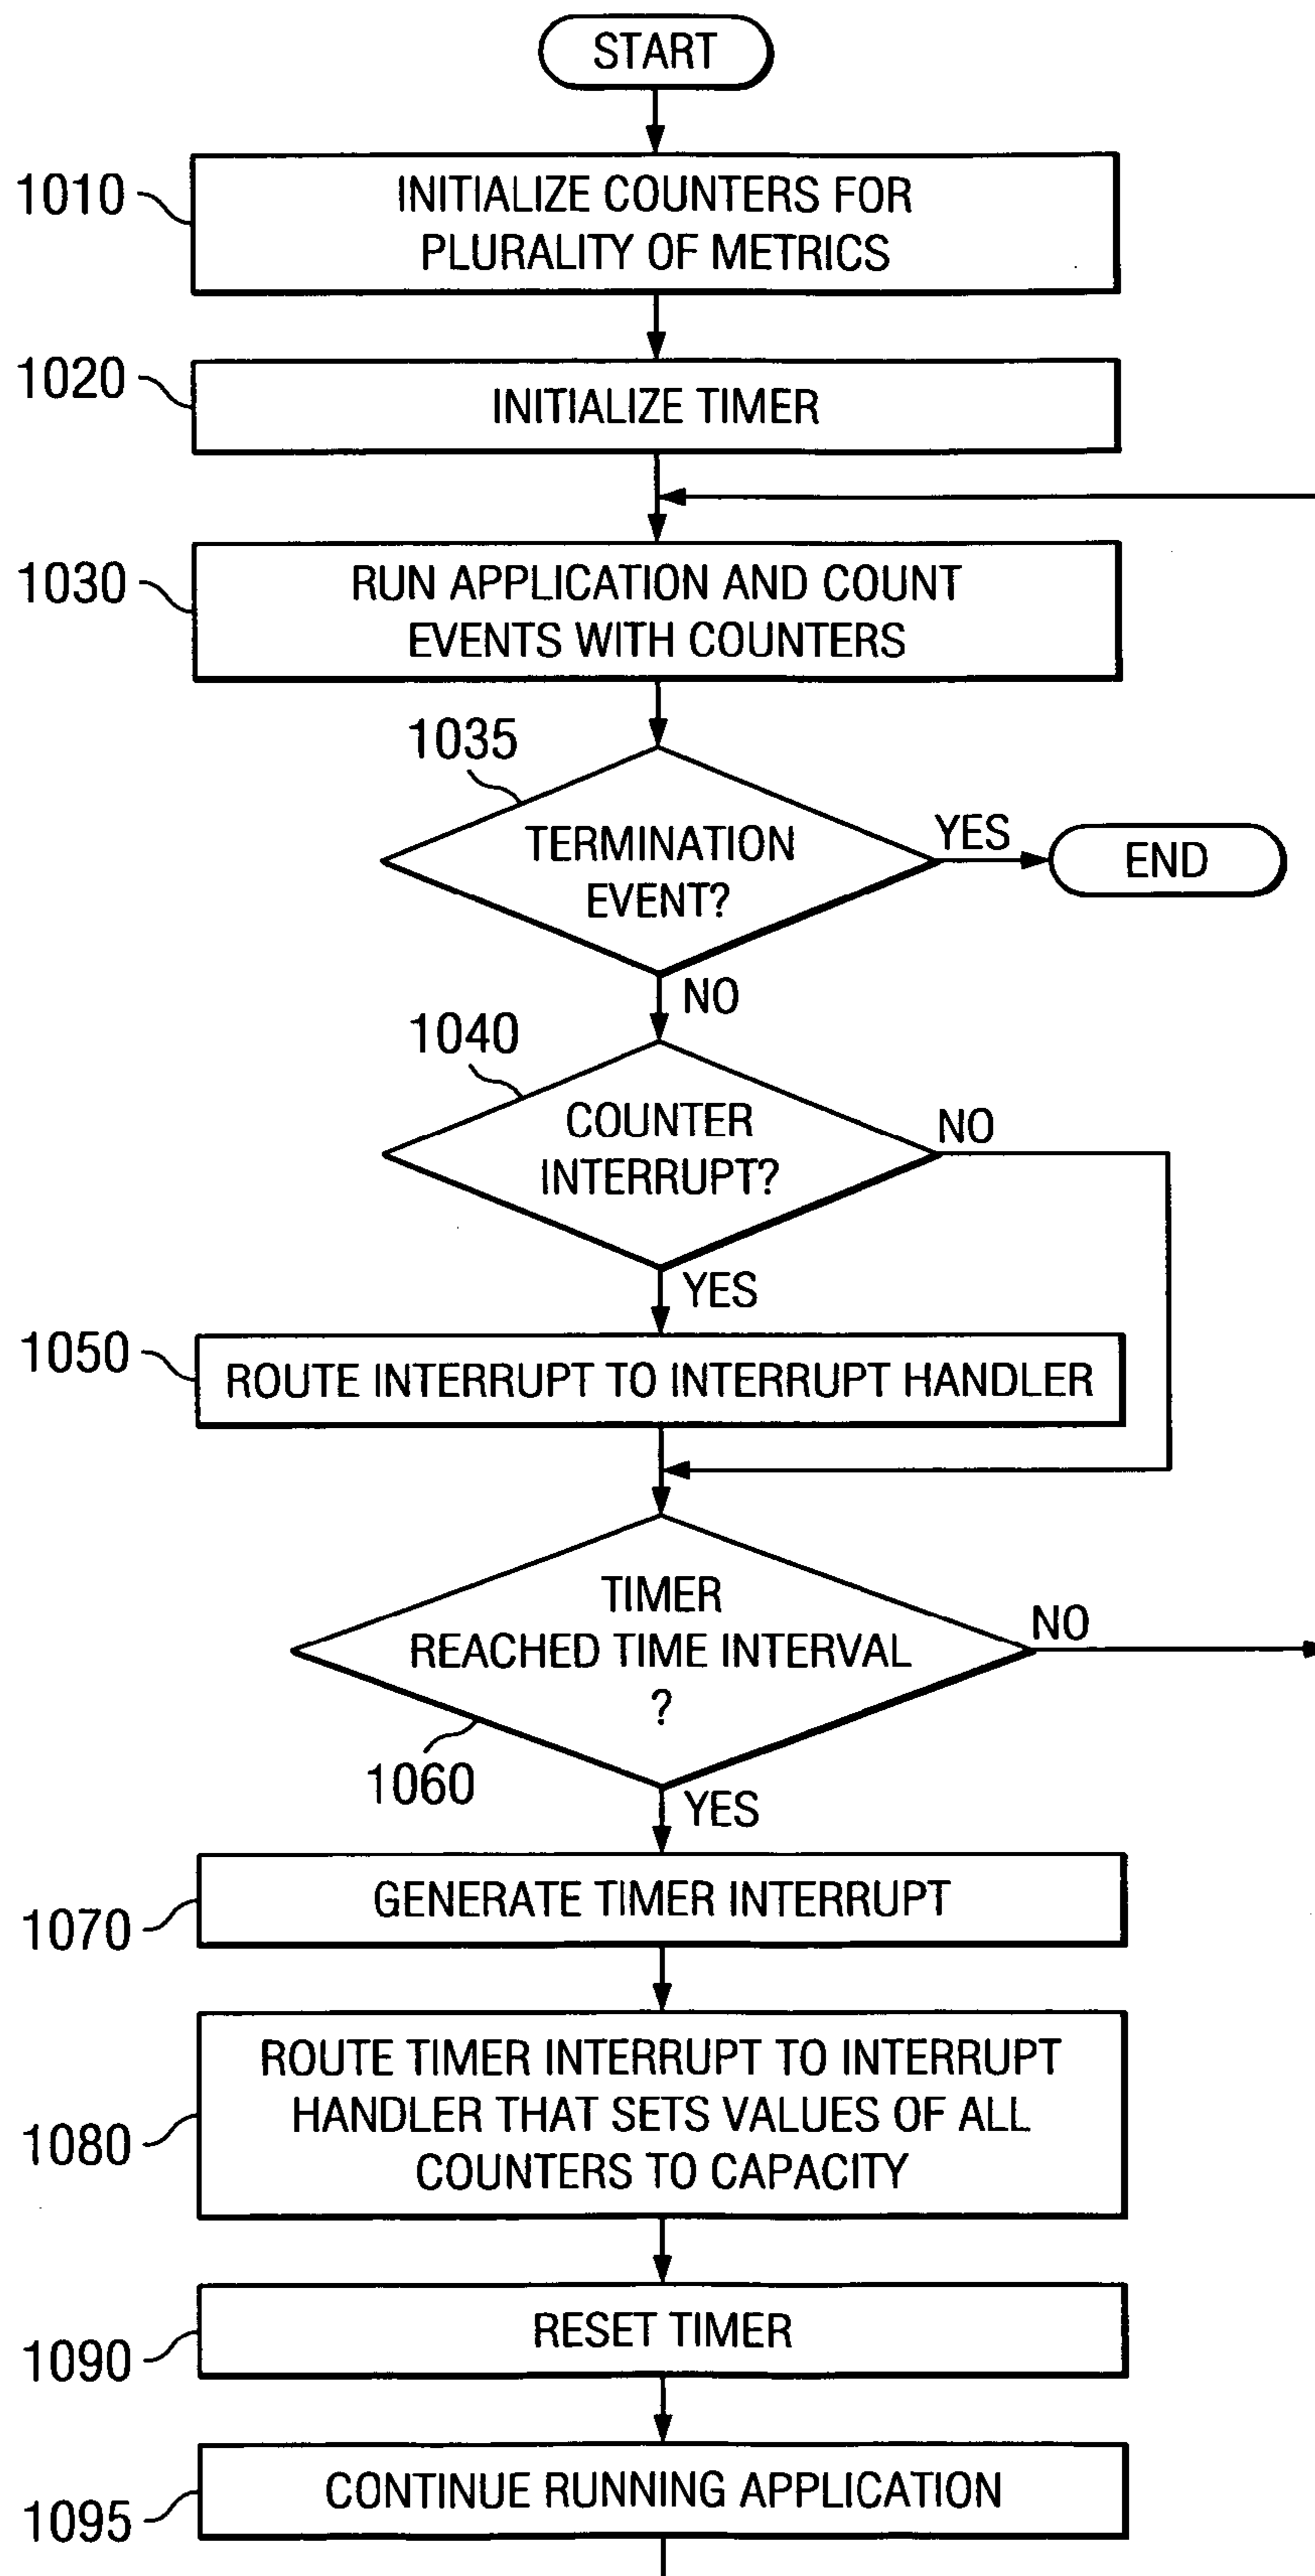 START
1010
INITIALIZE COUNTERS FOR
PLURALITY OF METRICS
1020
INITIALIZE TIMER
1030
RUN APPLICATION AND COUNT
EVENTS WITH COUNTERS
1035
TERMINATION
EVENT?
YES
END
NO
1040
COUNTER
INTERRUPT?
NO
YES
1050
ROUTE INTERRUPT TO INTERRUPT HANDLER
TIMER
REACHED TIME INTERVAL
?
NO
1060
YES
1070
GENERATE TIMER INTERRUPT
1080
ROUTE TIMER INTERRUPT TO INTERRUPT
HANDLER THAT SETS VALUES OF ALL
COUNTERS TO CAPACITY
1090
RESET TIMER
1095
CONTINUE RUNNING APPLICATION